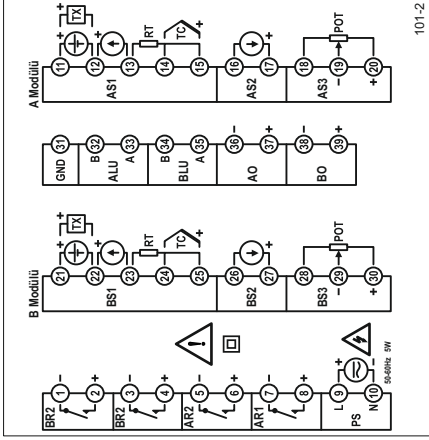 BR2
1
2
–
+
BR2
3
4
–
+
AR2
5
6
–
+
AR1
7
8
–
+
PS
L
N
9
10
+
–
50-60Hz 5W
B Modülü
BS1
21
22
23
24
25
+
TX
+
+
RT
TC
+
BS2
26
27
–
+
BS3
28
29
30
–
+
POT
GND
31
ALU
B
A
32
33
BLU
B
A
34
35
AO
36
37
–
+
BO
38
39
–
+
A Modülü
AS1
11
12
13
14
15
+
TX
+
+
RT
TC
+
AS2
16
17
–
+
AS3
18
19
20
–
+
POT
101-2